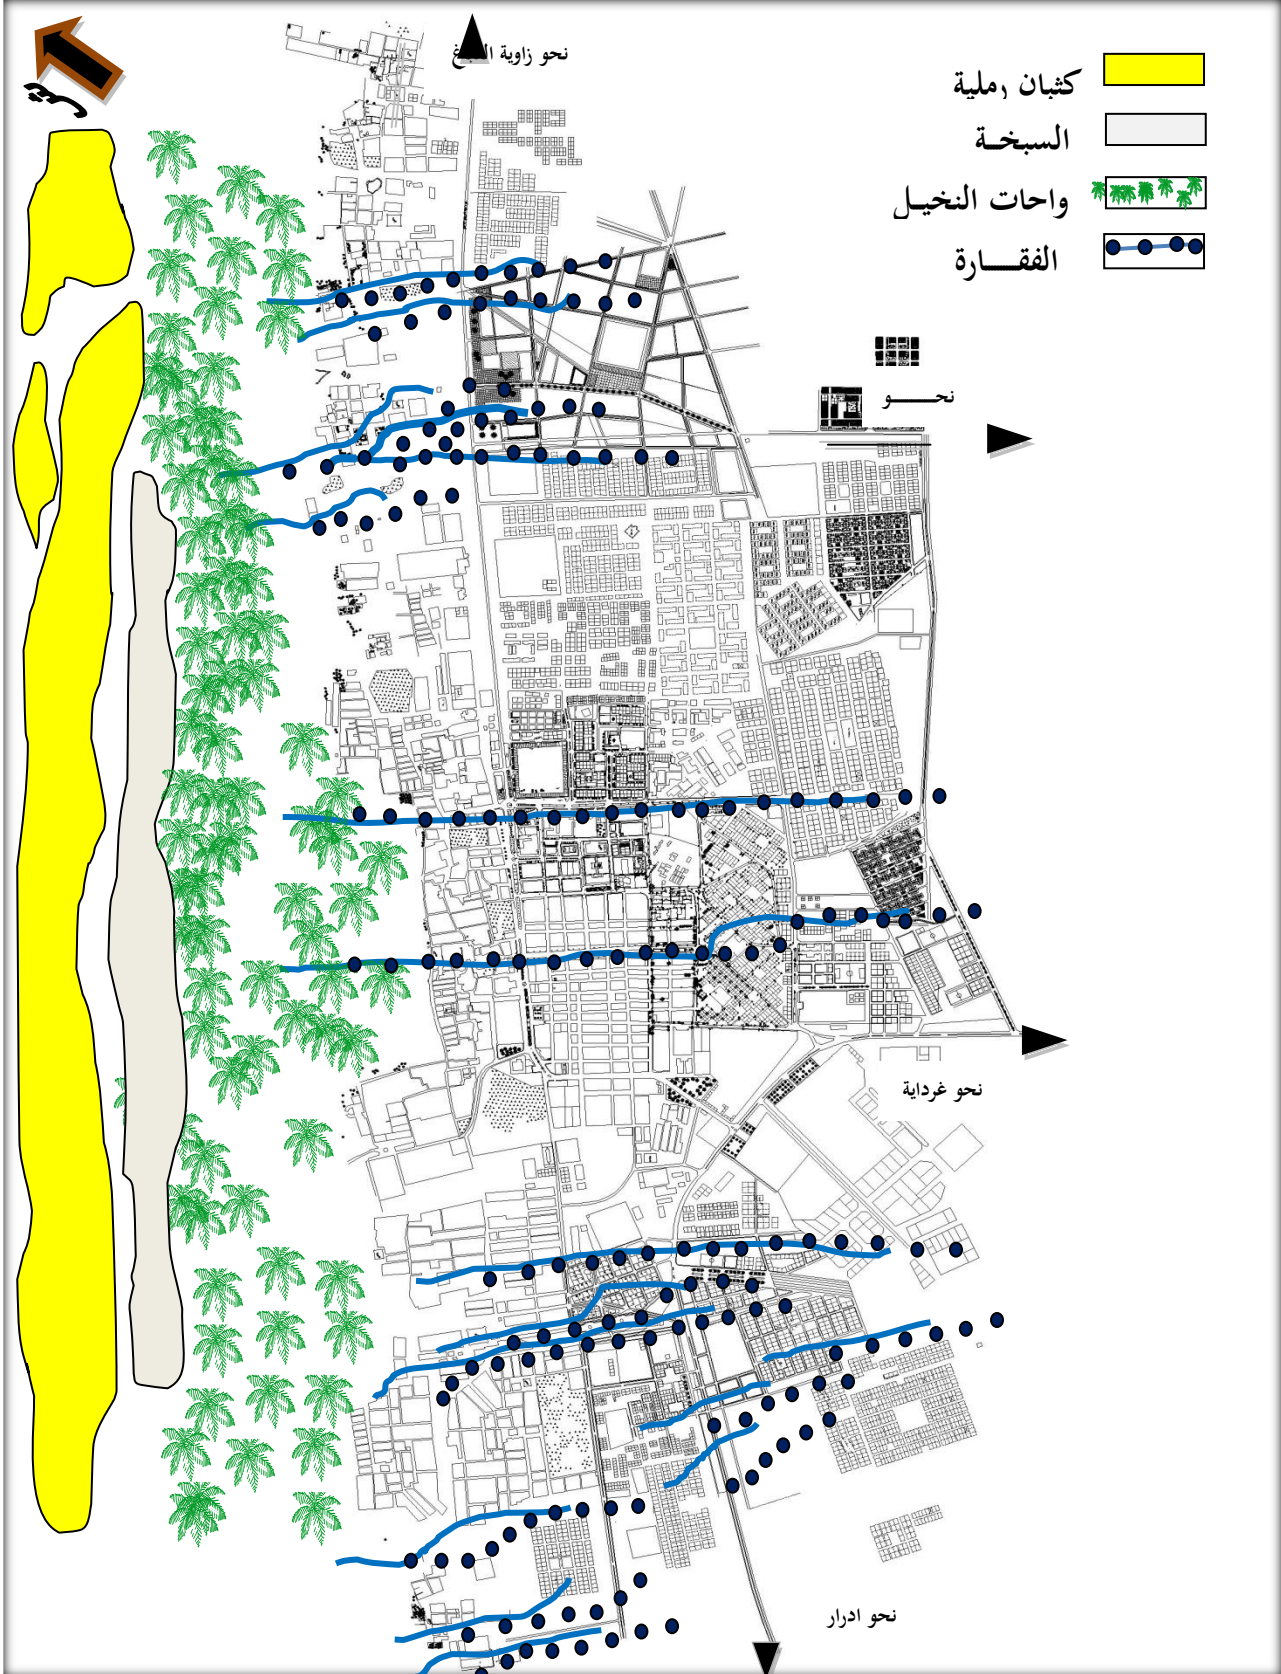 نحو زاوية
كثبان رملية
السبخة
واحات النخيل
الفقارة
نحو
نحو غرداية
نحو ادرار